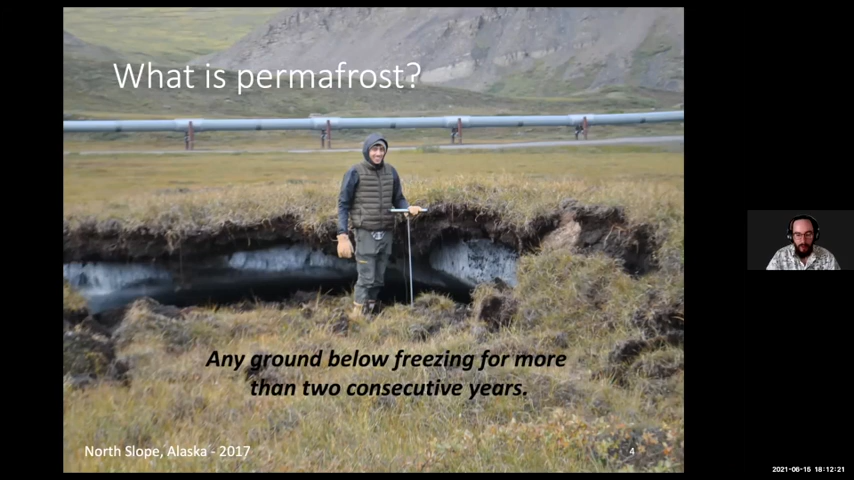 What is permafrost?
Any ground below freezing for more
than two consecutive years.
North Slope, Alaska - 2017
4
2021-06-15 18:12:21